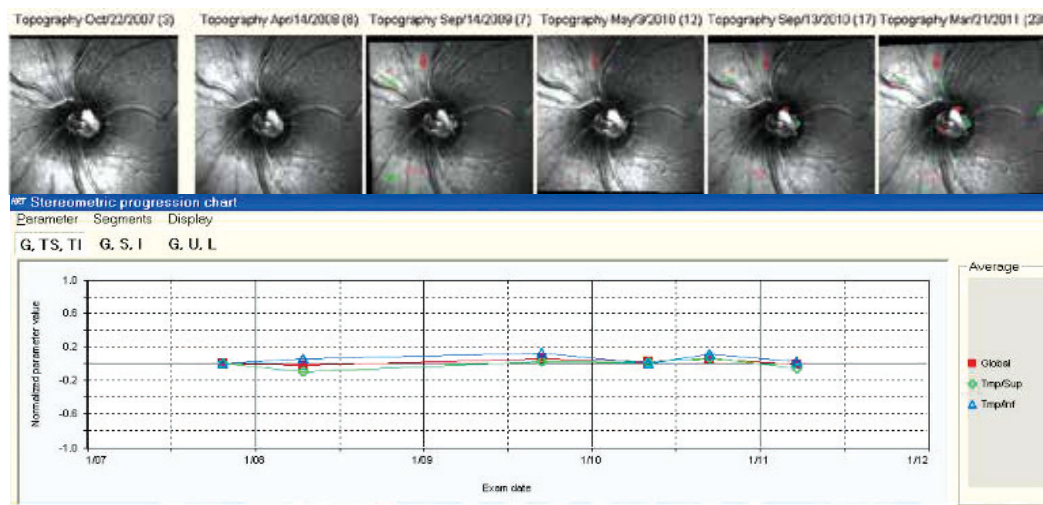 Topography Oct/22/2007 (3) Topography Apr/14/2008 (6) Topography Sep/14/2009 (7) Topography May/3/2010 (12) Topography Sep/13/2010 (17) Topography Mar/21/2011 (23
Stereometric progression chart
Parameter Segments Display
G, TS, TI G, S, I G, U, L
Average
1.0
0.6
0.2
-0.2
-0.6
-1.0
Normalized parameter value
Global
Tmp/Sup
Tmp/Inf
1/07 1/08 1/09 1/10 1/11 1/12
Exam date